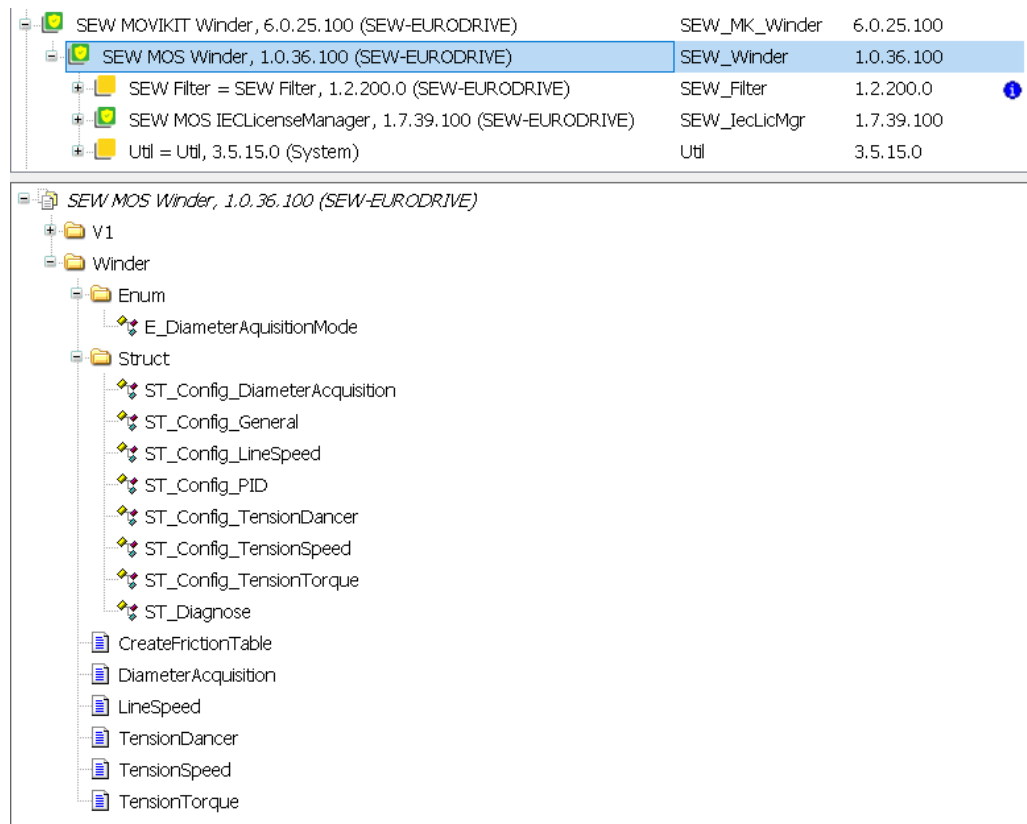 SEW MOVIKIT Winder, 6.0.25.100 (SEW-EURODRIVE) SEW_MK_Winder 6.0.25.100
SEW MOS Winder, 1.0.36.100 (SEW-EURODRIVE) SEW_Winder 1.0.36.100
SEW Filter = SEW Filter, 1.2.200.0 (SEW-EURODRIVE) SEW_Filter 1.2.200.0
SEW MOS IECLicenseManager, 1.7.39.100 (SEW-EURODRIVE) SEW_IecLicMgr 1.7.39.100
Util = Util, 3.5.15.0 (System) Util 3.5.15.0
SEW MOS Winder, 1.0.36.100 (SEW-EURODRIVE)
V1
Winder
Enum
E_DiameterAquisitionMode
Struct
ST_Config_DiameterAcquisition
ST_Config_General
ST_Config_LineSpeed
ST_Config_PID
ST_Config_TensionDancer
ST_Config_TensionSpeed
ST_Config_TensionTorque
ST_Diagnose
CreateFrictionTable
DiameterAcquisition
LineSpeed
TensionDancer
TensionSpeed
TensionTorque